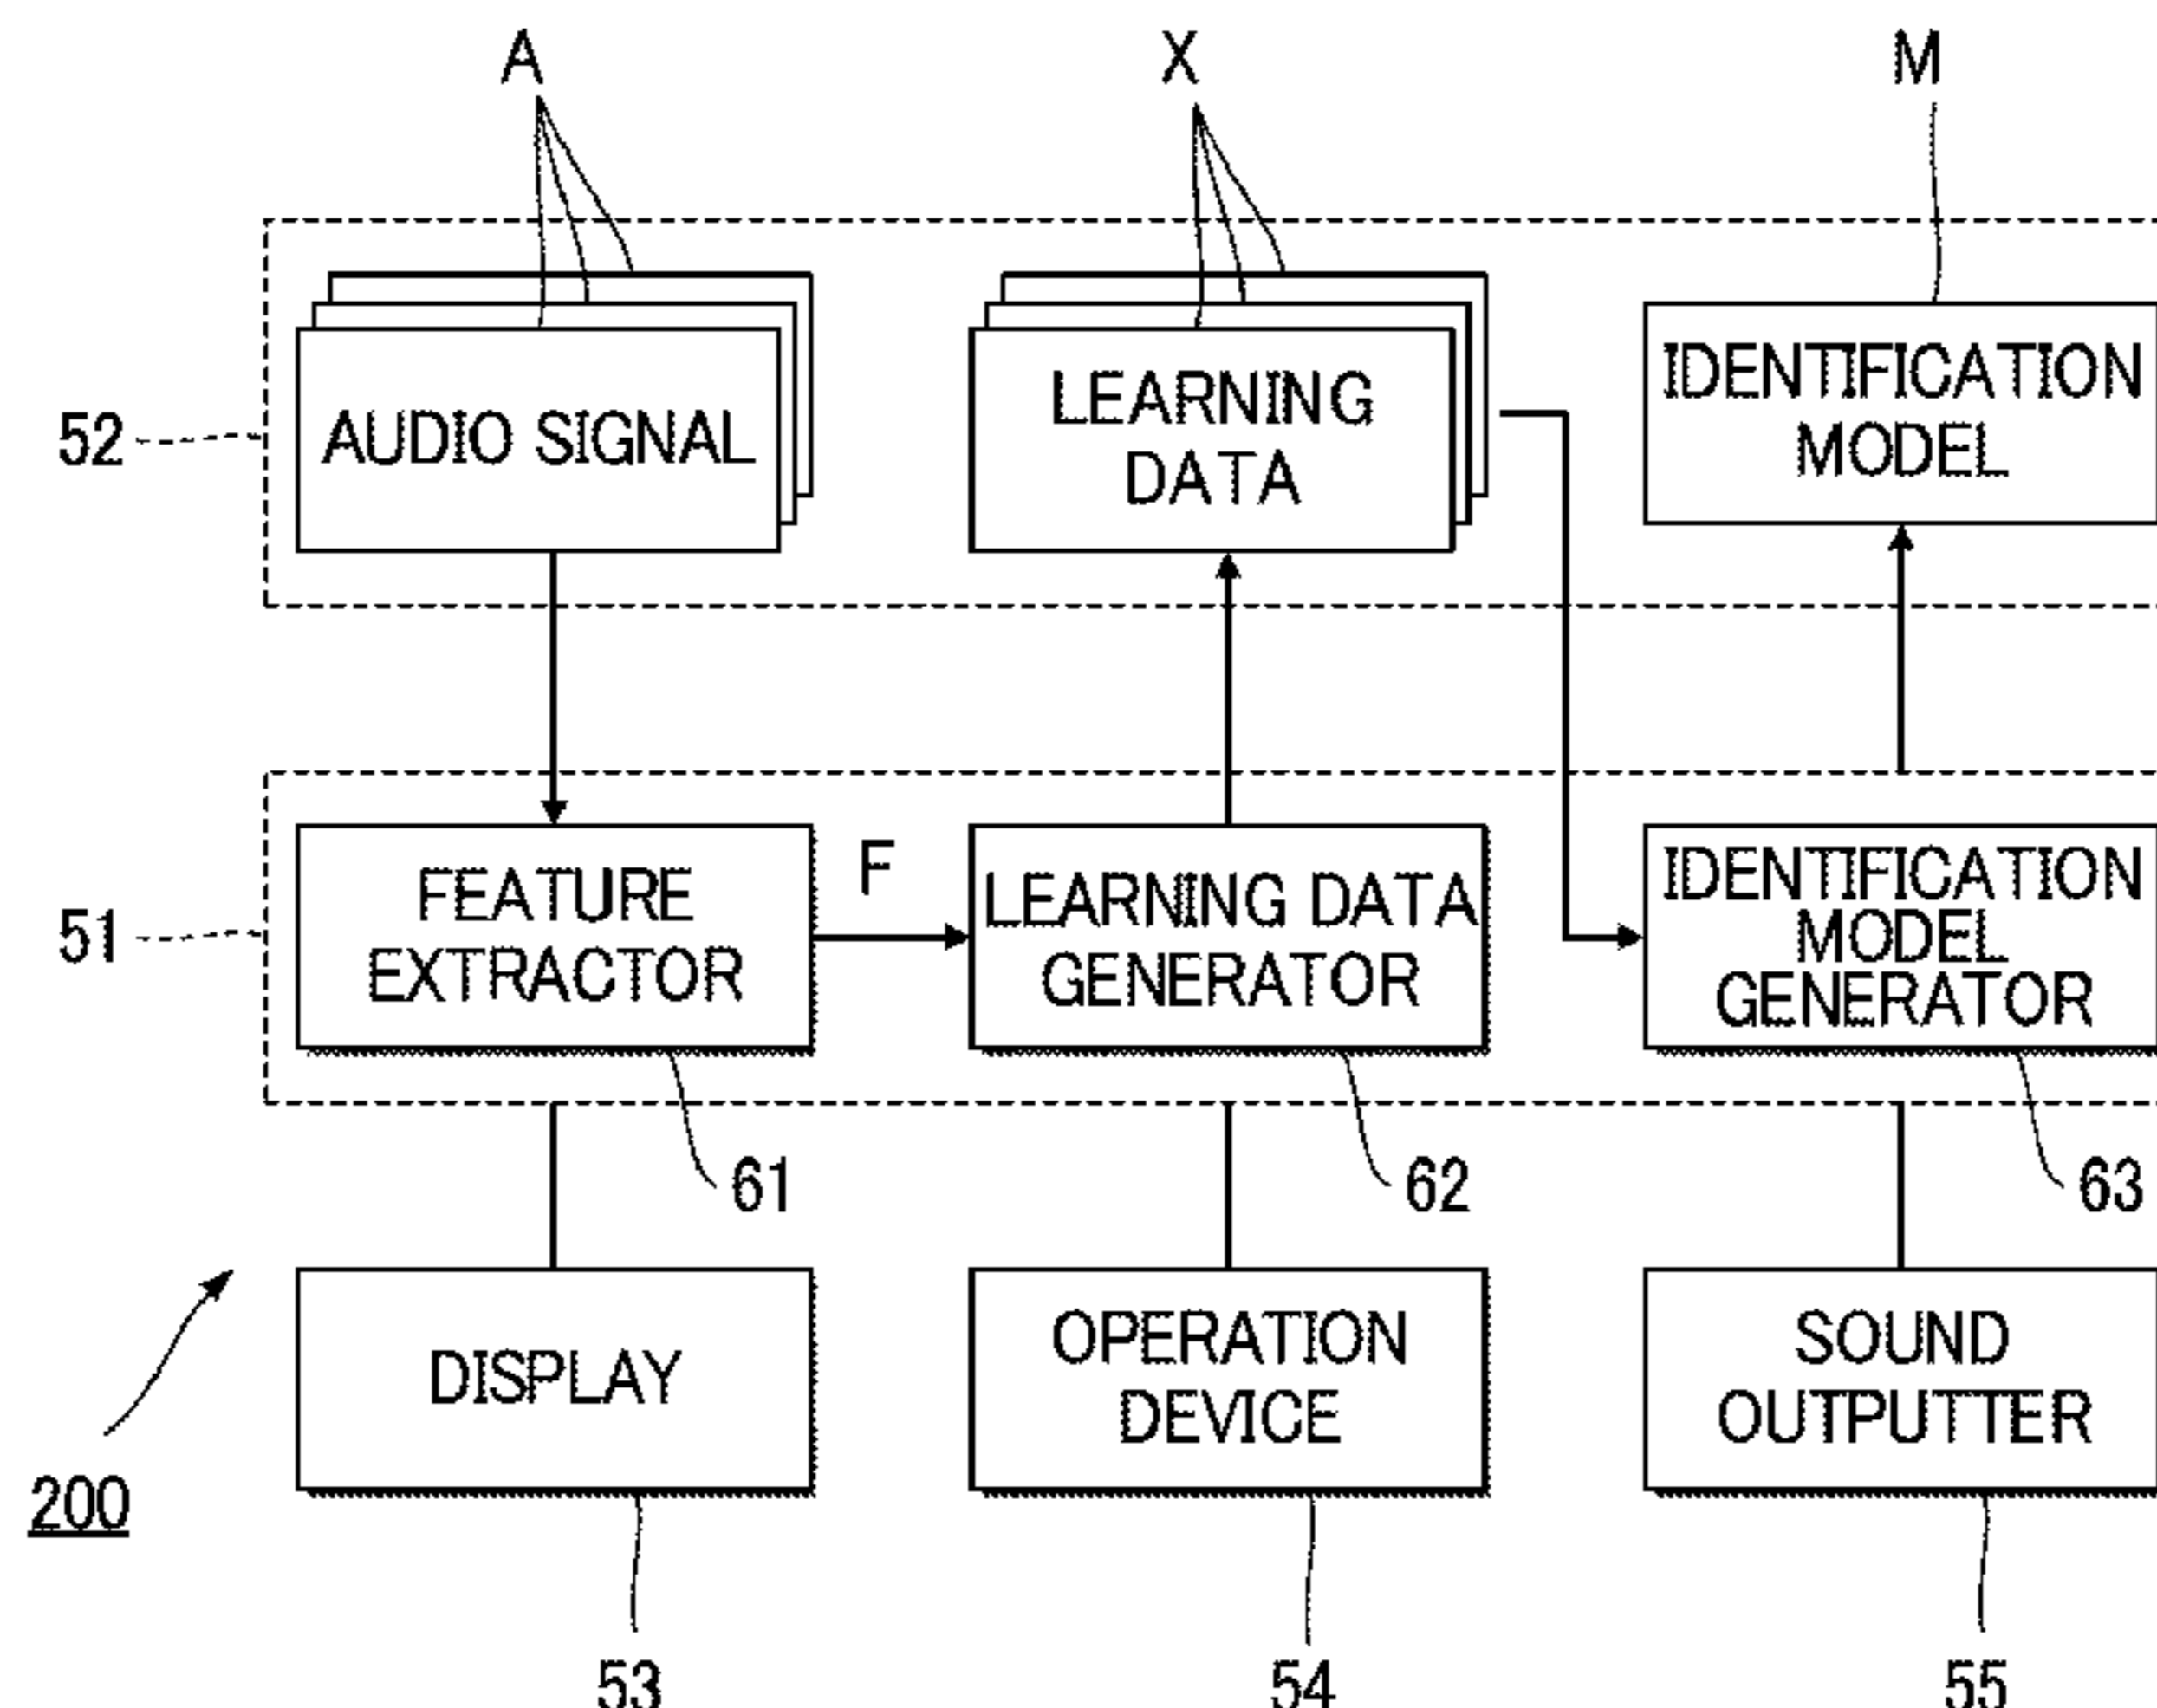 A
X
M
52
AUDIO SIGNAL
LEARNING
DATA
IDENTIFICATION
MODEL
51
FEATURE
EXTRACTOR
F
LEARNING DATA
GENERATOR
IDENTIFICATION
MODEL
GENERATOR
61
62
63
200
DISPLAY
OPERATION
DEVICE
SOUND
OUTPUTTER
53
54
55